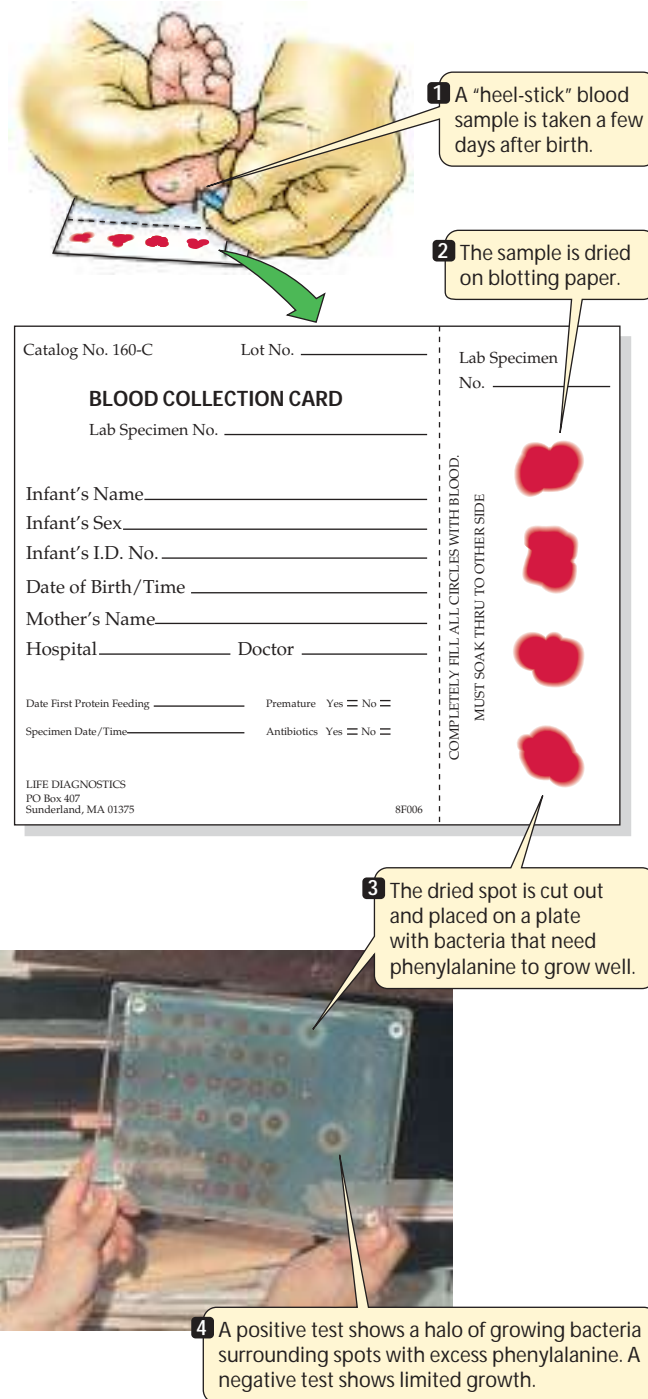 1 A “heel-stick” blood
sample is taken a few
days after birth.
2 The sample is dried
on blotting paper.
Catalog No. 160-C Lot No.
BLOOD COLLECTION CARD
Lab Specimen No.
Infant’s Name
Infant’s Sex
Infant’s I.D. No.
Date of Birth/Time
Mother’s Name
Hospital Doctor
Date First Protein Feeding Premature Yes No
Specimen Date/Time Antibiotics Yes No
LIFE DIAGNOSTICS
PO Box 407
Sunderland, MA 01375 8F006
Lab Specimen
No.
COMPLETELY FILL ALL CIRCLES WITH BLOOD.
MUST SOAK THRU TO OTHER SIDE
3 The dried spot is cut out
and placed on a plate
with bacteria that need
phenylalanine to grow well.
4 A positive test shows a halo of growing bacteria
surrounding spots with excess phenylalanine. A
negative test shows limited growth.